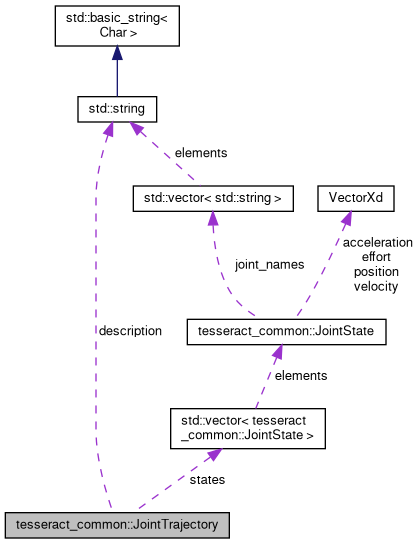 std::basic_string<
Char >
std::string
elements
std::vector< std::string >
VectorXd
acceleration
effort
position
velocity
joint_names
tesseract_common::JointState
description
elements
std::vector< tesseract
_common::JointState >
states
tesseract_common::JointTrajectory